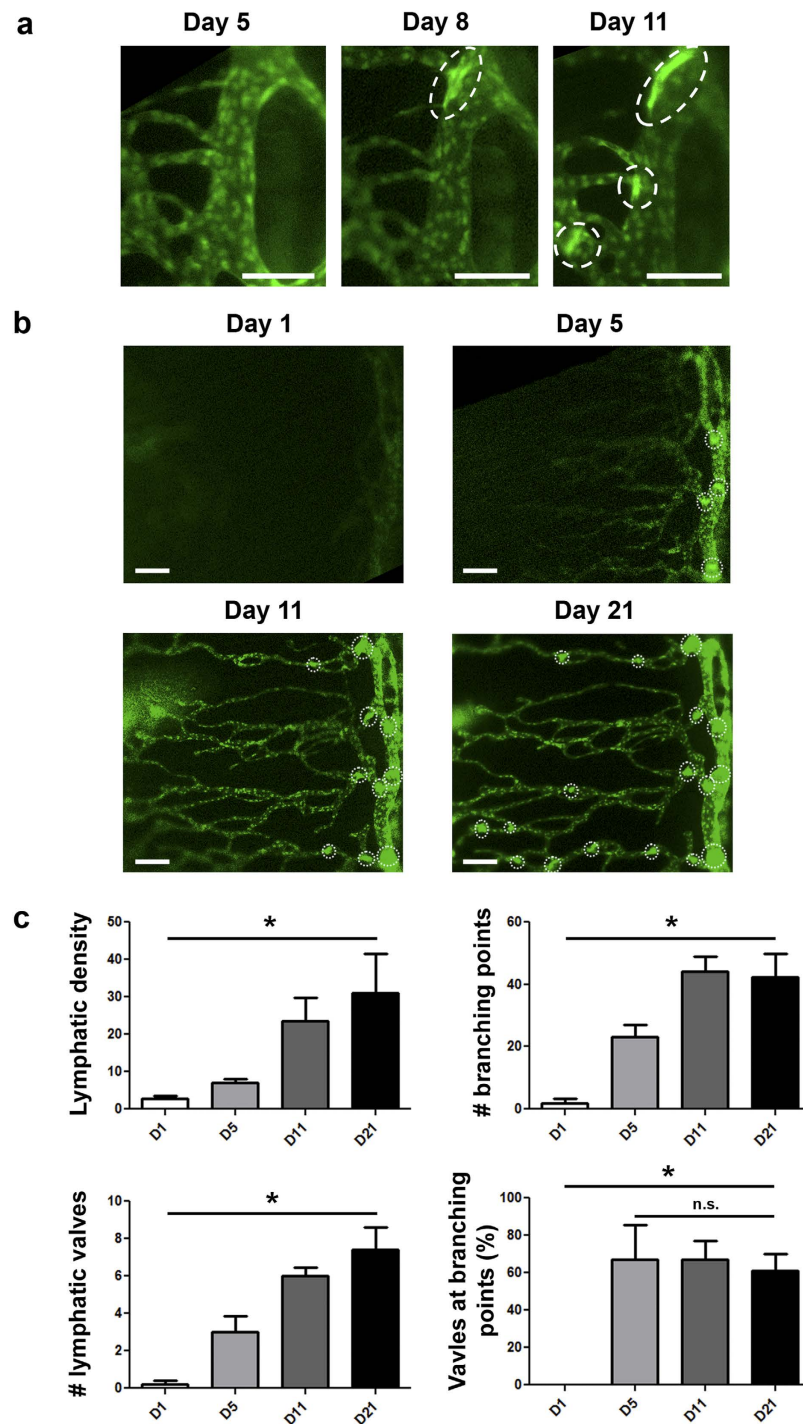 a
Day 5 Day 8 Day 11
b
Day 1 Day 5
Day 11 Day 21
c
Lymphatic density
50
40
30
20
10
0
*
D1 D5 D11 D21
# branching points
60
40
20
0
*
D1 D5 D11 D21
# lymphatic valves
10
8
6
4
2
0
*
D1 D5 D11 D21
Vavles at branching
points (%)
100
80
60
40
20
0
*
n.s.
D1 D5 D11 D21